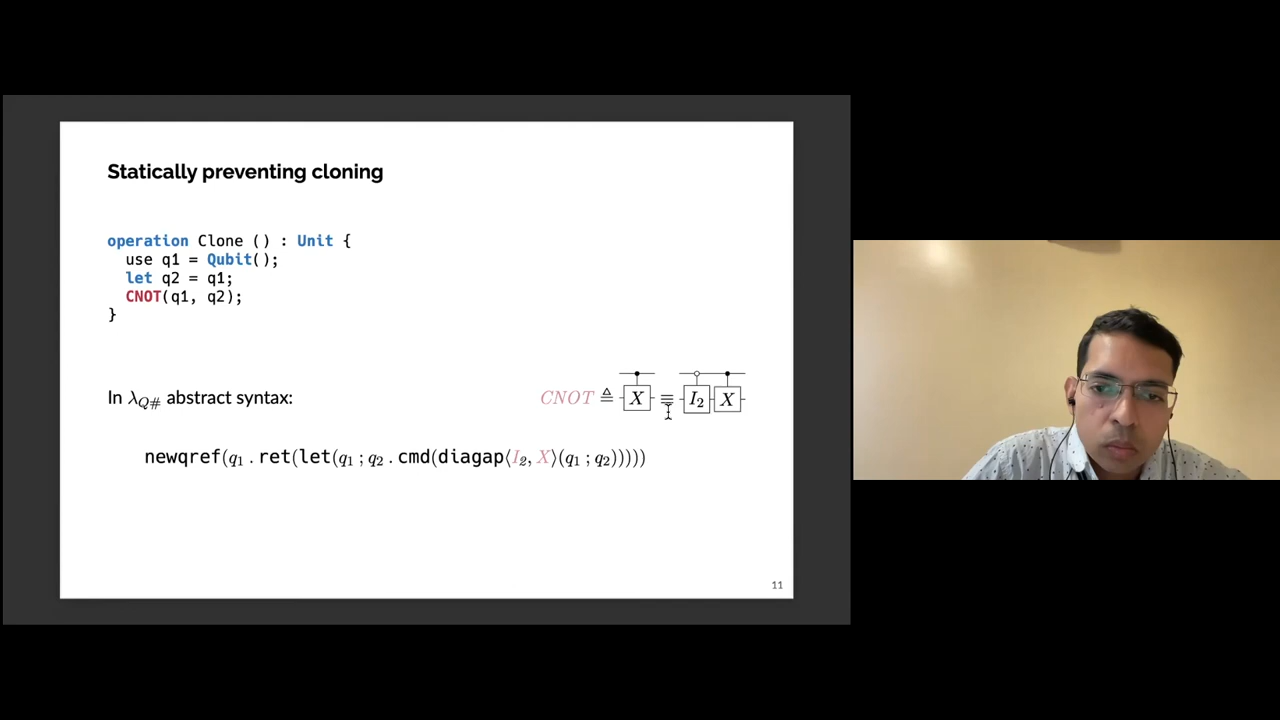 Statically preventing cloning
operation Clone () : Unit {
use q1 = Qubit();
let q2 = q1;
CNOT(q1, q2);
}
In λ_Q# abstract syntax:
CNOT ≜ X ≡ I₂ X
newqref(q₁ . ret(let(q₁ ; q₂ . cmd(diagap⟨I₂, X⟩(q₁ ; q₂)))))
11